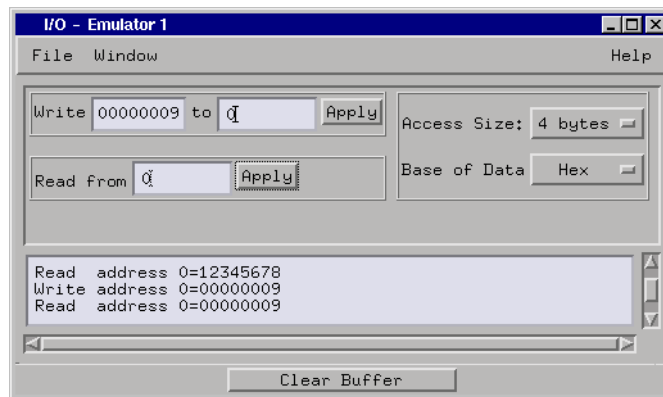 I/O - Emulator 1
File Window Help
Write 00000009 to 0 Apply
Access Size: 4 bytes
Read from 0 Apply
Base of Data Hex
Read address 0=12345678
Write address 0=00000009
Read address 0=00000009
Clear Buffer